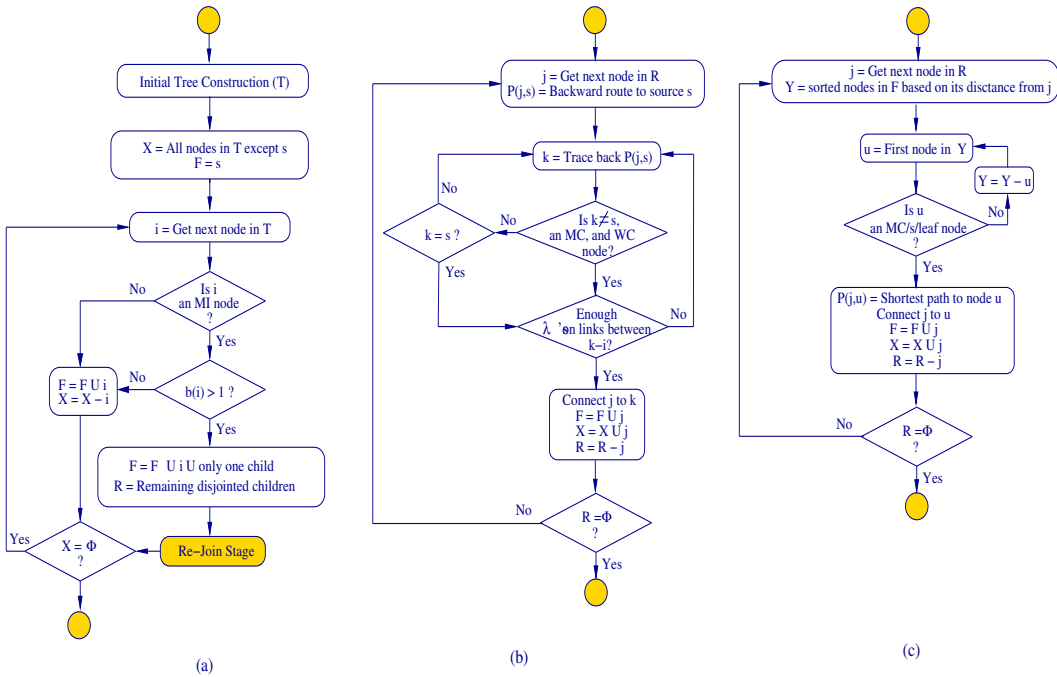 Initial Tree Construction (T)
X = All nodes in T except s
F = s
i = Get next node in T
Is i
an MI node
?
No
Yes
b(i) > 1 ?
No
Yes
F = F U i
X = X − i
F = F U i U only one child
R = Remaining disjointed children
Re−Join Stage
X = Φ
?
Yes
(a)
j = Get next node in R
P(j,s) = Backward route to source s
k = Trace back P(j,s)
Is k≠s,
an MC, and WC
node?
No
Yes
k = s ?
No
Yes
Enough
λ 's on links between
k−i?
No
Yes
Connect j to k
F = F U j
X = X U j
R = R − j
R =Φ
?
No
Yes
(b)
j = Get next node in R
Y = sorted nodes in F based on its disctance from j
u = First node in Y
Y = Y − u
Is u
an MC/s/leaf node
?
No
Yes
P(j,u) = Shortest path to node u
Connect j to u
F = F U j
X = X U j
R = R − j
R =Φ
?
No
Yes
(c)